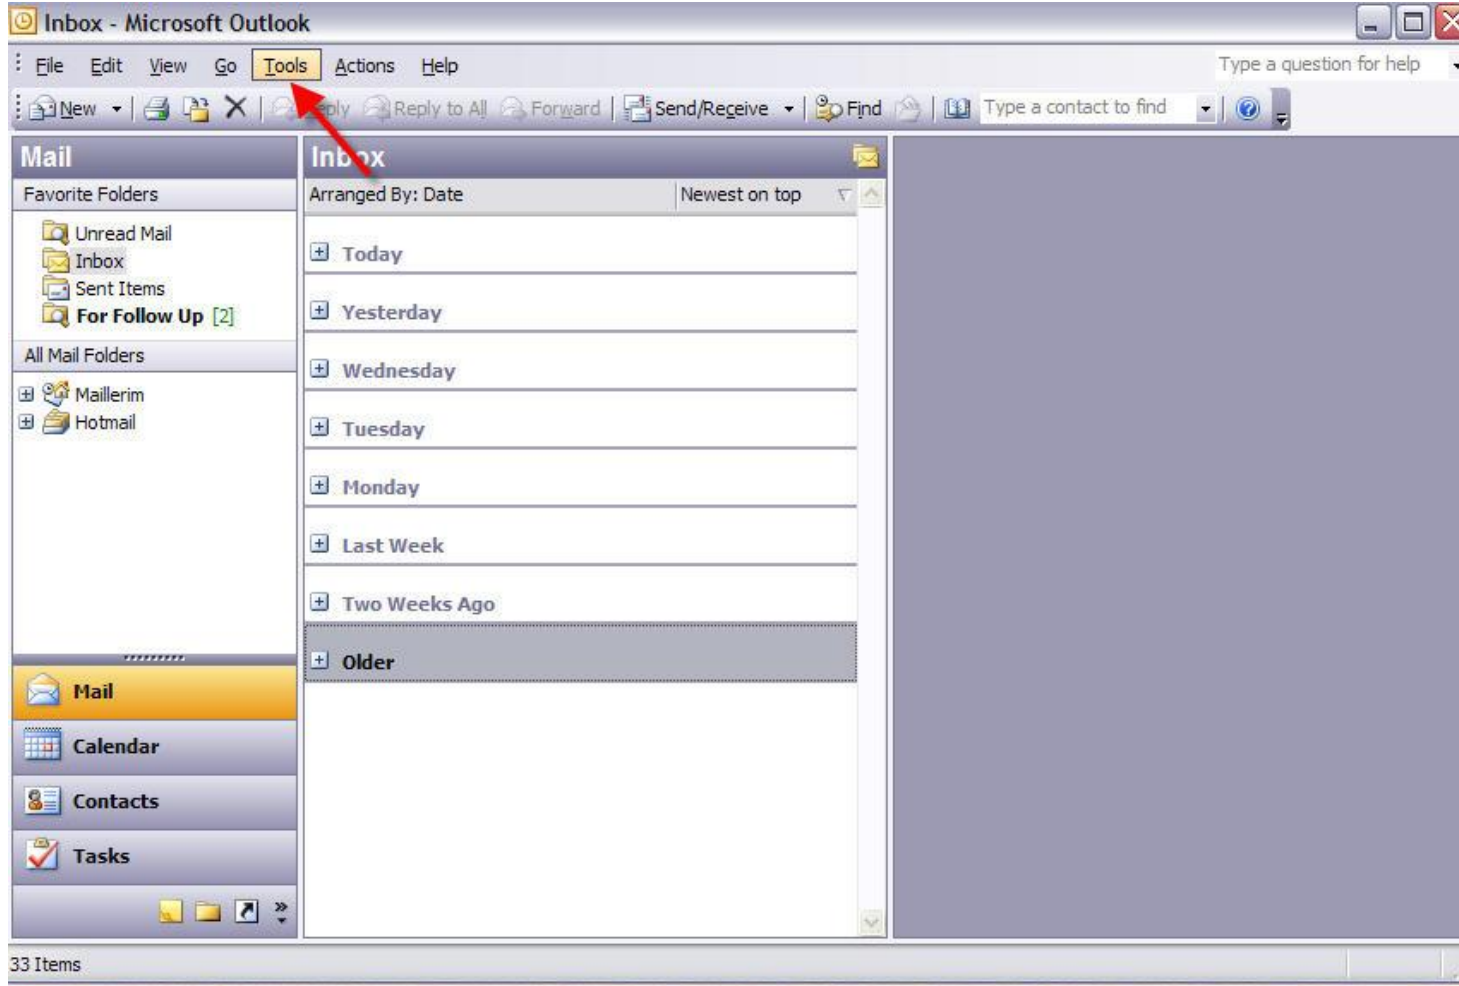 Inbox - Microsoft Outlook
File Edit View Go Tools Actions Help Type a question for help
New Reply Reply to All Forward Send/Receive Find Type a contact to find
Mail
Favorite Folders
Unread Mail
Inbox
Sent Items
For Follow Up [2]
All Mail Folders
Maillerim
Hotmail
Mail
Calendar
Contacts
Tasks
Inbox
Arranged By: Date Newest on top
Today
Yesterday
Wednesday
Tuesday
Monday
Last Week
Two Weeks Ago
Older
33 Items